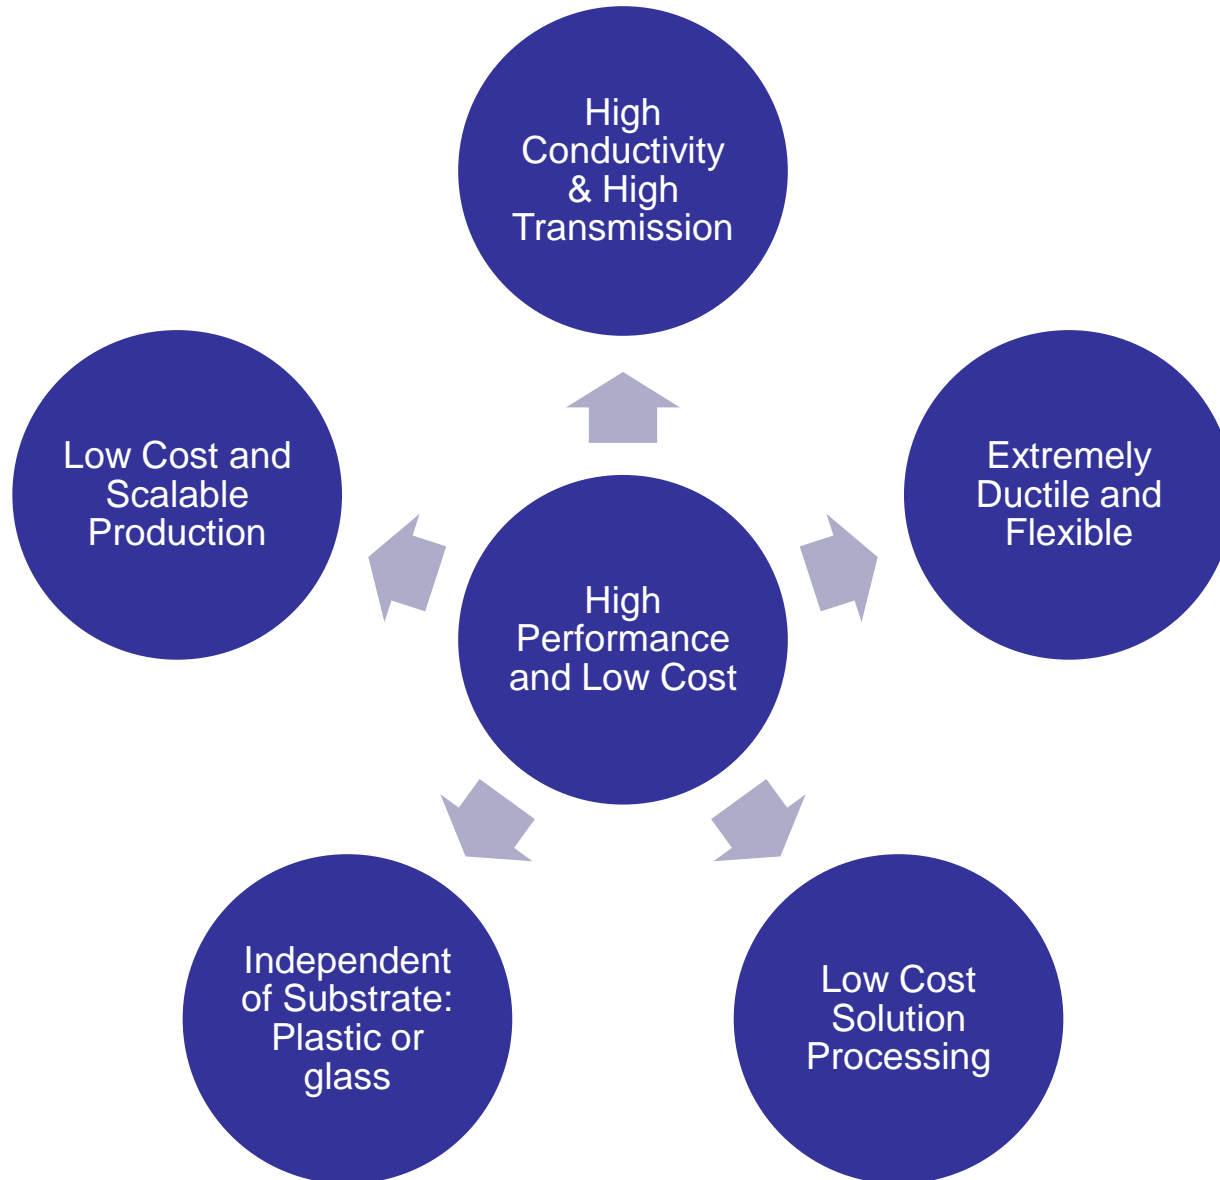 High
Conductivity
& High
Transmission
Low Cost and
Scalable
Production
Extremely
Ductile and
Flexible
High
Performance
and Low Cost
Independent
of Substrate:
Plastic or
glass
Low Cost
Solution
Processing